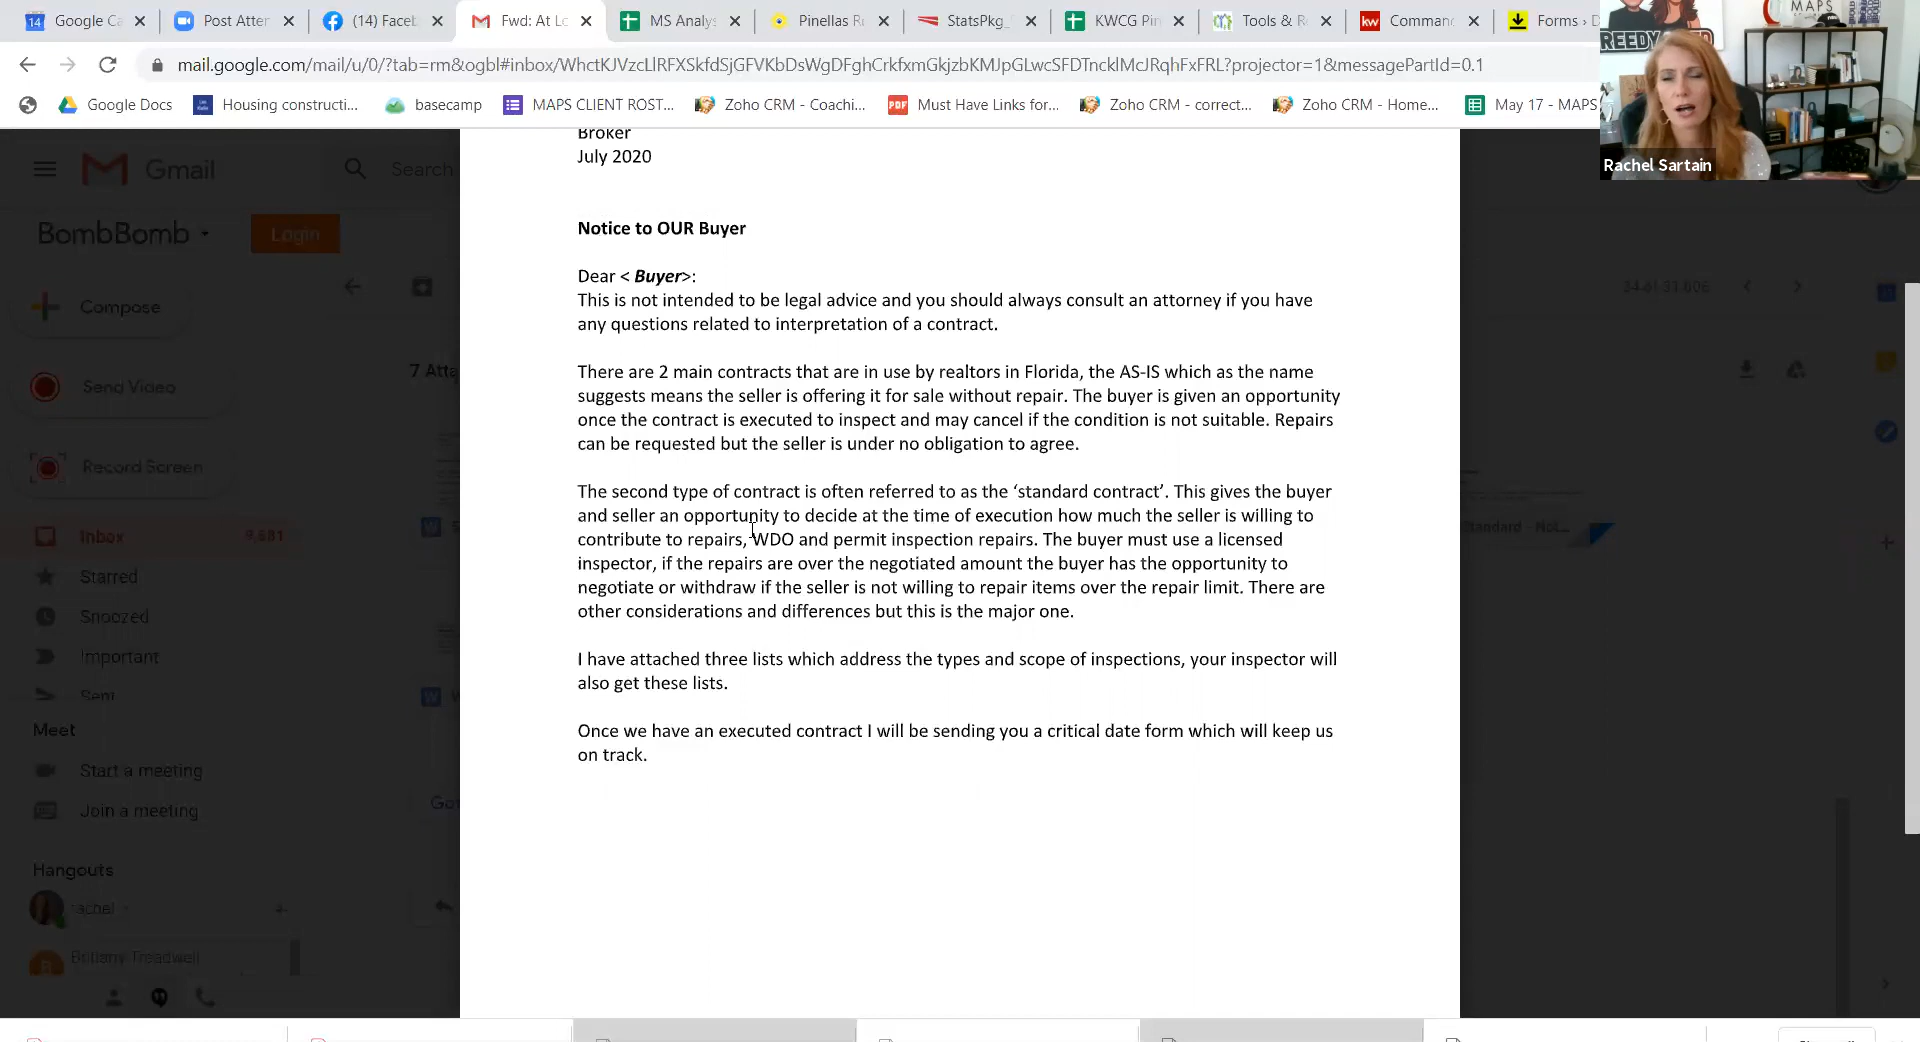 Google Ca
Post Atter
(14) Faceb
Fwd: At Lo
MS Analys
Pinellas R
StatsPkg_
KWCG Pin
Tools & R
Comman
Forms › D
mail.google.com/mail/u/0/?tab=rm&ogbl#inbox/WhctKJVzcLlRFXSkfdSjGFVKbDsWgDFghCrkfxmGkjzbKMJpGLwcSFDTncklMcJRqhFxFRL?projector=1&messagePartId=0.1
Google Docs
Housing constructi...
basecamp
MAPS CLIENT ROST...
Zoho CRM - Coachi...
PDF Must Have Links for...
Zoho CRM - correct...
Zoho CRM - Home...
May 17 - MAPS
MAPS
REEDY
Rachel Sartain
Gmail
Search
BombBomb
Login
Compose
Send Video
Record Screen
Inbox 9,581
Starred
Snoozed
Important
Sent
Meet
Start a meeting
Join a meeting
Hangouts
rachel
Brittany Treadwell
7 Atta
Broker
July 2020
Notice to OUR Buyer
Dear < Buyer>:
This is not intended to be legal advice and you should always consult an attorney if you have
any questions related to interpretation of a contract.
There are 2 main contracts that are in use by realtors in Florida, the AS-IS which as the name
suggests means the seller is offering it for sale without repair. The buyer is given an opportunity
once the contract is executed to inspect and may cancel if the condition is not suitable. Repairs
can be requested but the seller is under no obligation to agree.
The second type of contract is often referred to as the ‘standard contract’. This gives the buyer
and seller an opportunity to decide at the time of execution how much the seller is willing to
contribute to repairs, WDO and permit inspection repairs. The buyer must use a licensed
inspector, if the repairs are over the negotiated amount the buyer has the opportunity to
negotiate or withdraw if the seller is not willing to repair items over the repair limit. There are
other considerations and differences but this is the major one.
I have attached three lists which address the types and scope of inspections, your inspector will
also get these lists.
Once we have an executed contract I will be sending you a critical date form which will keep us
on track.